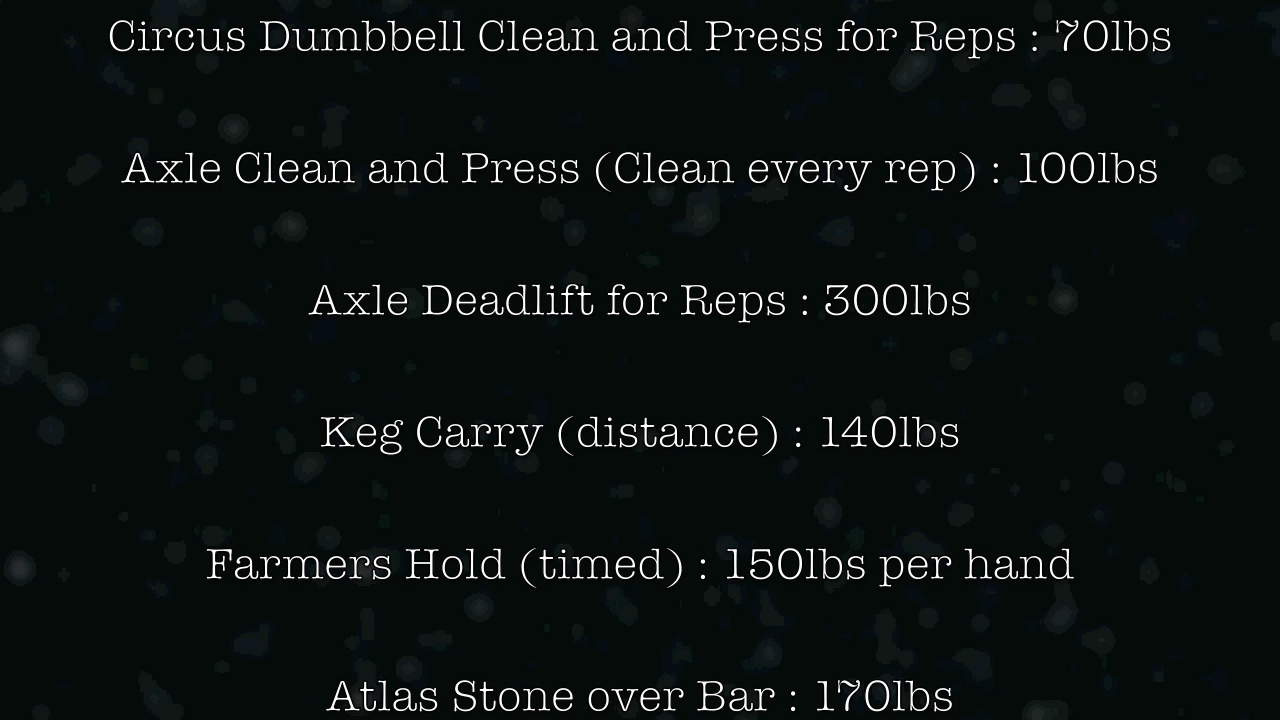 Circus Dumbbell Clean and Press for Reps : 70lbs
Axle Clean and Press (Clean every rep) : 100lbs
Axle Deadlift for Reps : 300lbs
Keg Carry (distance) : 140lbs
Farmers Hold (timed) : 150lbs per hand
Atlas Stone over Bar : 170lbs